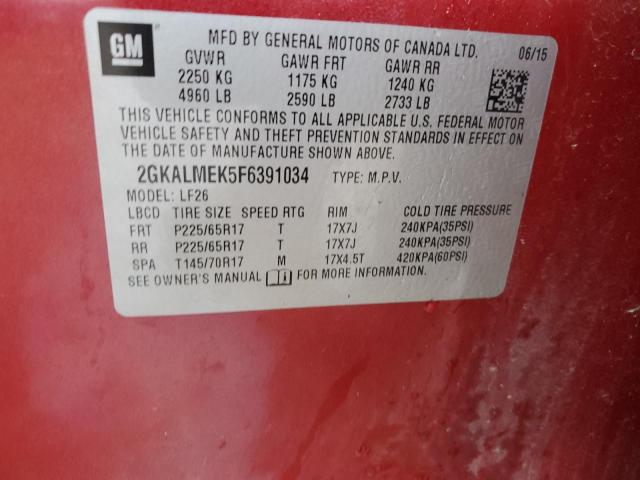 GM
MFD BY GENERAL MOTORS OF CANADA LTD. 06/15
GVWR GAWR FRT GAWR RR
2250 KG 1175 KG 1240 KG
4960 LB 2590 LB 2733 LB
THIS VEHICLE CONFORMS TO ALL APPLICABLE U.S. FEDERAL MOTOR
VEHICLE SAFETY AND THEFT PREVENTION STANDARDS IN EFFECT ON
THE DATE OF MANUFACTURE SHOWN ABOVE.
2GKALMEK5F6391034 TYPE: M.P.V.
MODEL: LF26
LBCD TIRE SIZE SPEED RTG RIM COLD TIRE PRESSURE
FRT P225/65R17 T 17X7J 240KPA(35PSI)
RR P225/65R17 T 17X7J 240KPA(35PSI)
SPA T145/70R17 M 17X4.5T 420KPA(60PSI)
SEE OWNER'S MANUAL FOR MORE INFORMATION.